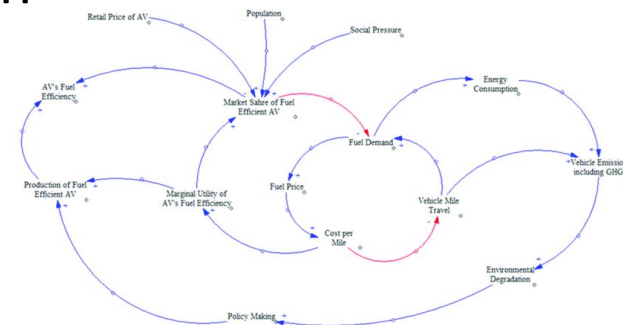 Retail Price of AV
Population
Social Pressure
AV's Fuel
Efficiency
Market Sahre of Fuel
Efficient AV
Energy
Consumption
Fuel Demand
Vehicle Emission
including GHG
Production of Fuel
Efficient AV
Marginal Utility of
AV's Fuel Efficiency
Fuel Price
Vehicle Mile
Travel
Cost per
Mile
Environmental
Degradation
Policy Making